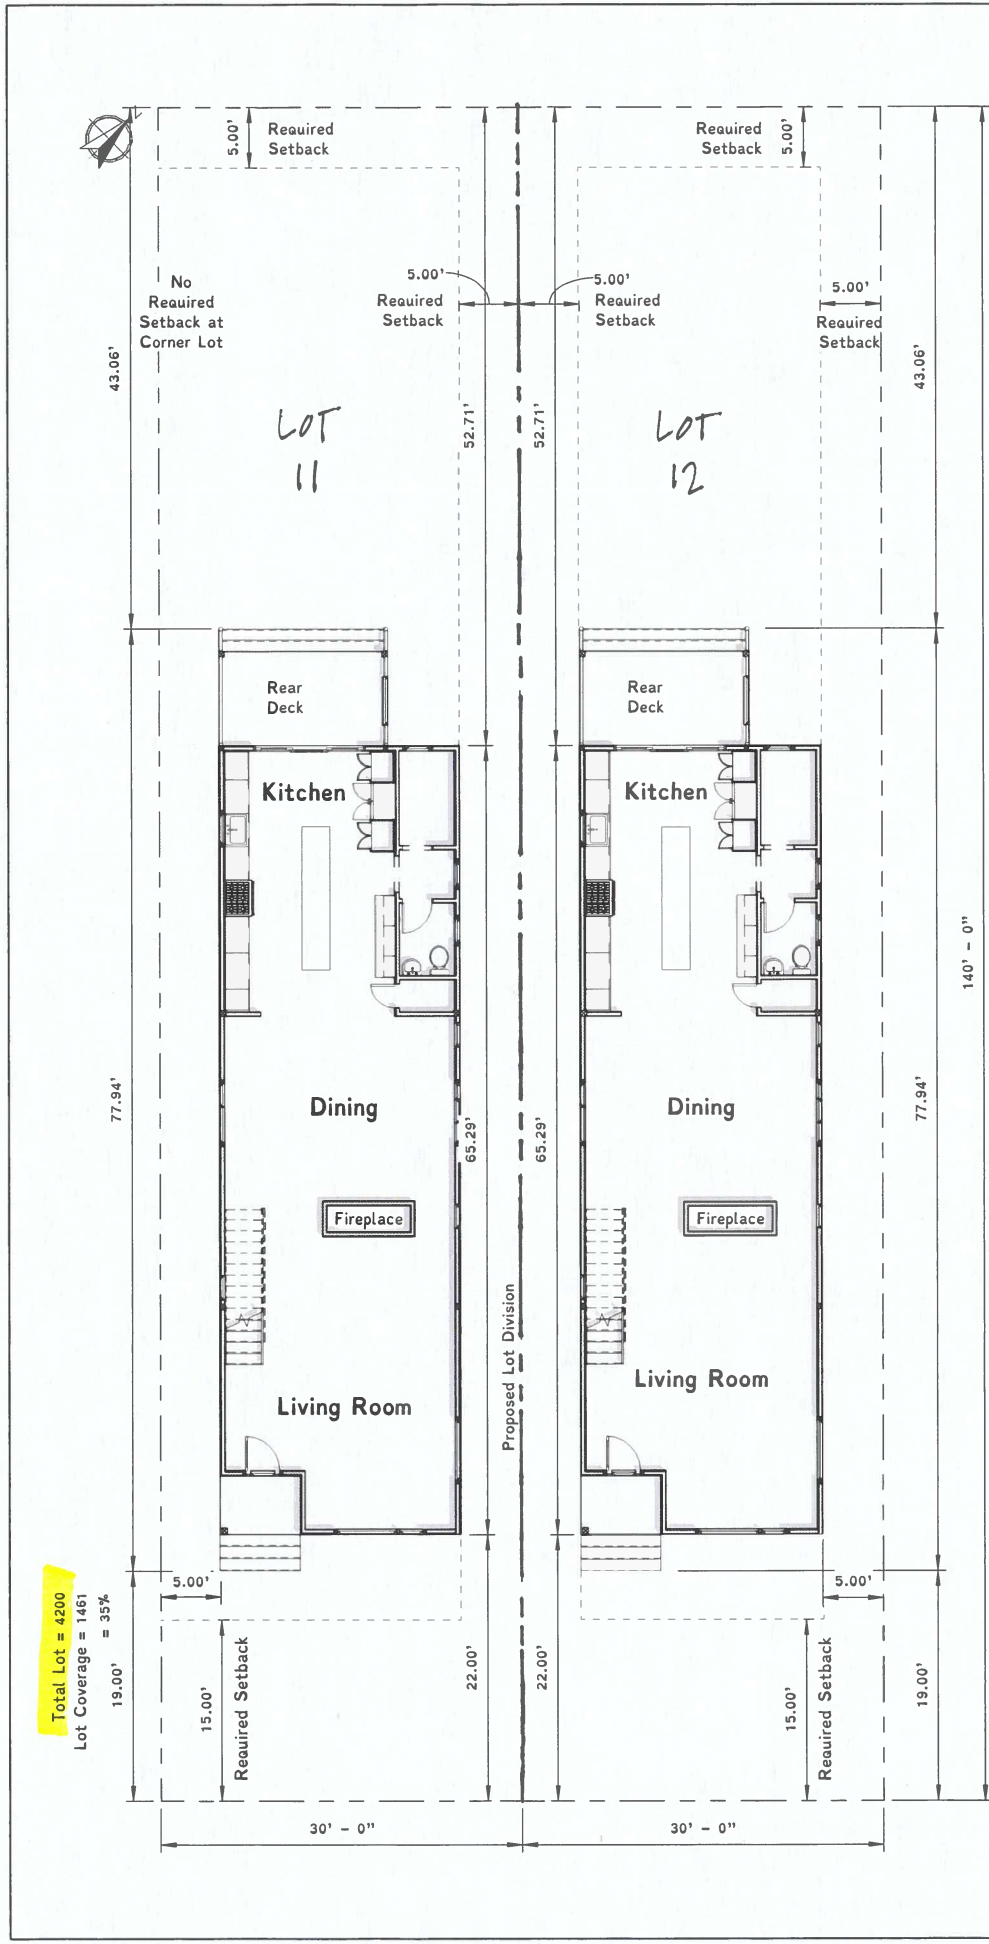 5.00'
Required
Setback
Required
Setback
5.00'
No
Required
Setback at
Corner Lot
5.00'
Required
Setback
5.00'
Required
Setback
5.00'
Required
Setback
43.06'
52.71'
52.71'
43.06'
LOT
11
LOT
12
Rear
Deck
Rear
Deck
Kitchen
Kitchen
140' - 0"
Dining
Dining
77.94'
65.29'
65.29'
77.94'
Fireplace
Fireplace
Proposed Lot Division
Living Room
Living Room
5.00'
5.00'
Total Lot = 4200
Lot Coverage = 1461
= 35%
19.00'
15.00'
Required Setback
22.00'
22.00'
15.00'
Required Setback
19.00'
30' - 0"
30' - 0"